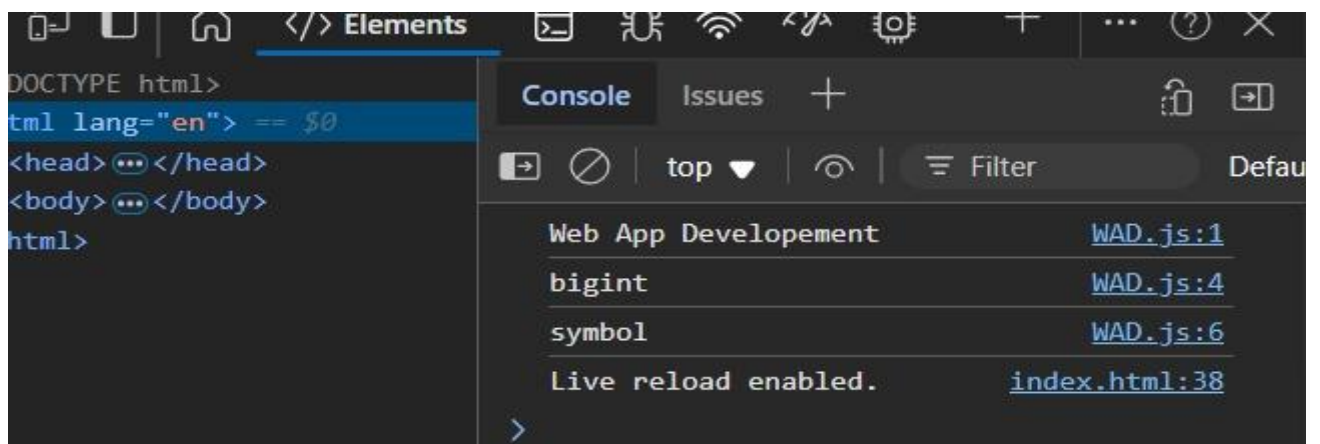 </> Elements
DOCTYPE html>
tml lang="en"> == $0
<head> ... </head>
<body> ... </body>
html>
Console Issues
top Filter Defau
Web App Developement WAD.js:1
bigint WAD.js:4
symbol WAD.js:6
Live reload enabled. index.html:38
>